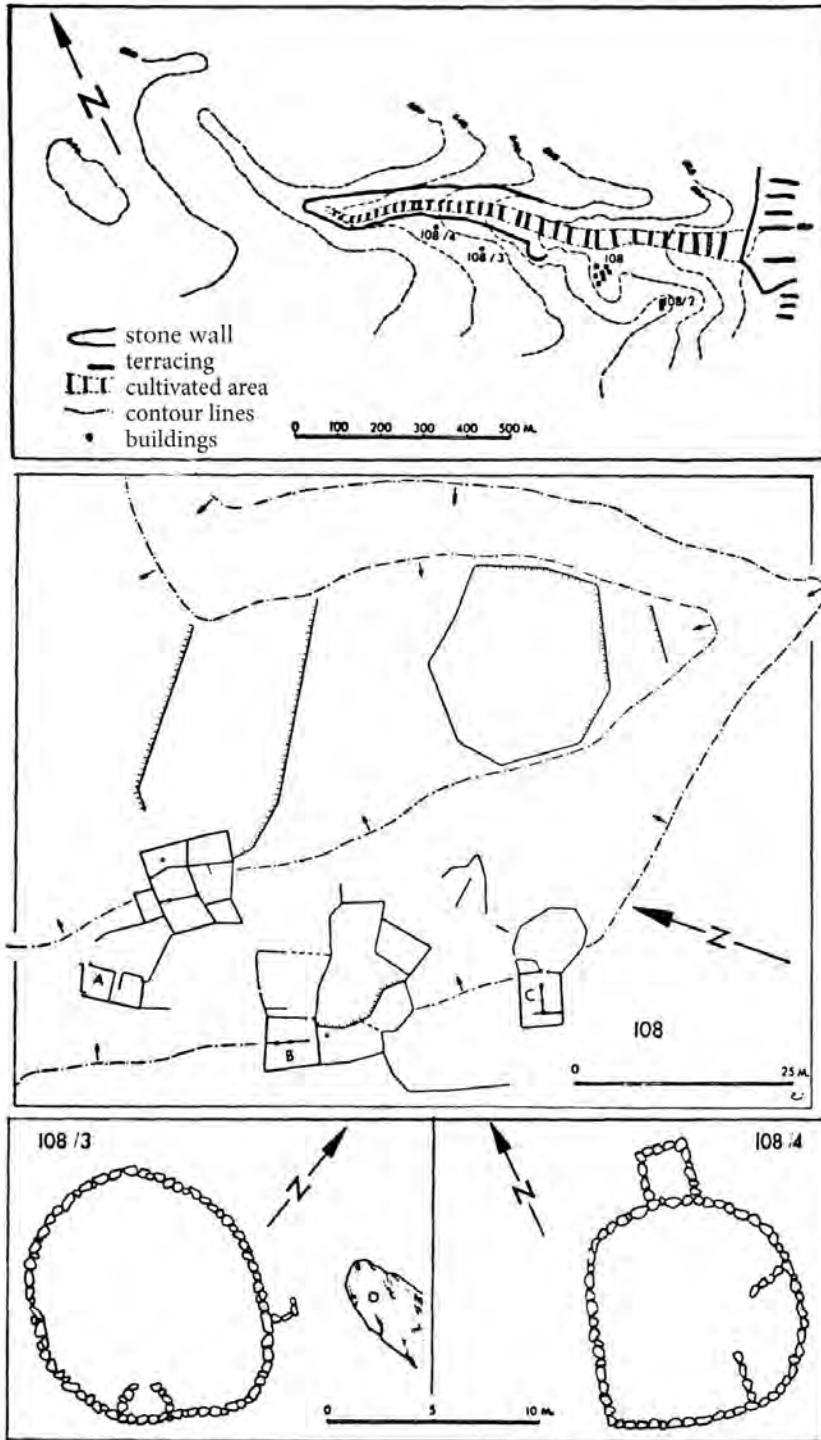 N
108/4
108/3
108
108/2
stone wall
terracing
cultivated area
contour lines
buildings
0 100 200 300 400 500 M.
A
B
C
N
108
0 25 M.
108/3
N
N
108/4
0 5 10 M.